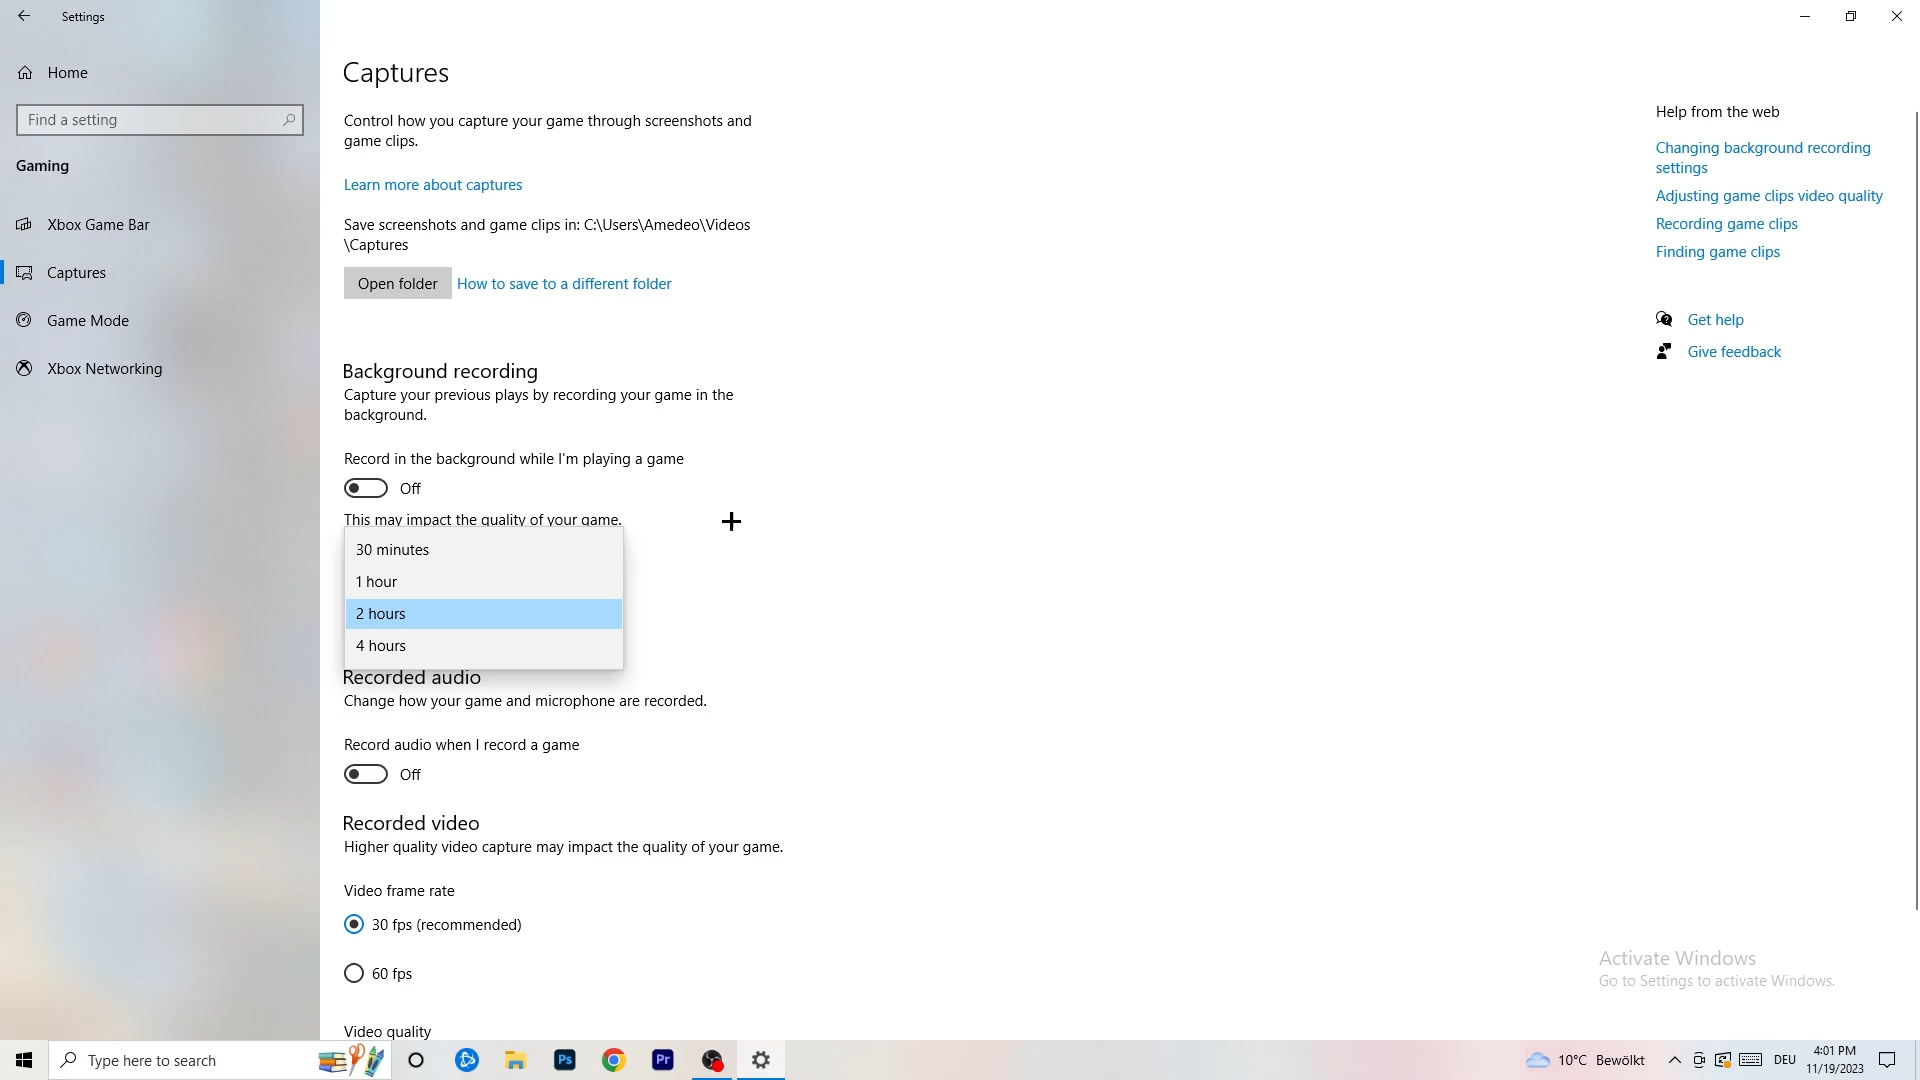 Settings
Home
Find a setting
Gaming
Xbox Game Bar
Captures
Game Mode
Xbox Networking
Captures
Control how you capture your game through screenshots and
game clips.
Learn more about captures
Save screenshots and game clips in: C:\Users\Amedeo\Videos
\Captures
Open folder
How to save to a different folder
Background recording
Capture your previous plays by recording your game in the
background.
Record in the background while I'm playing a game
Off
This may impact the quality of your game.
30 minutes
1 hour
2 hours
4 hours
Recorded audio
Change how your game and microphone are recorded.
Record audio when I record a game
Off
Recorded video
Higher quality video capture may impact the quality of your game.
Video frame rate
30 fps (recommended)
60 fps
Video quality
Help from the web
Changing background recording
settings
Adjusting game clips video quality
Recording game clips
Finding game clips
Get help
Give feedback
Activate Windows
Go to Settings to activate Windows.
Type here to search
Ps
Pr
10°C Bewölkt
DEU
4:01 PM
11/19/2023